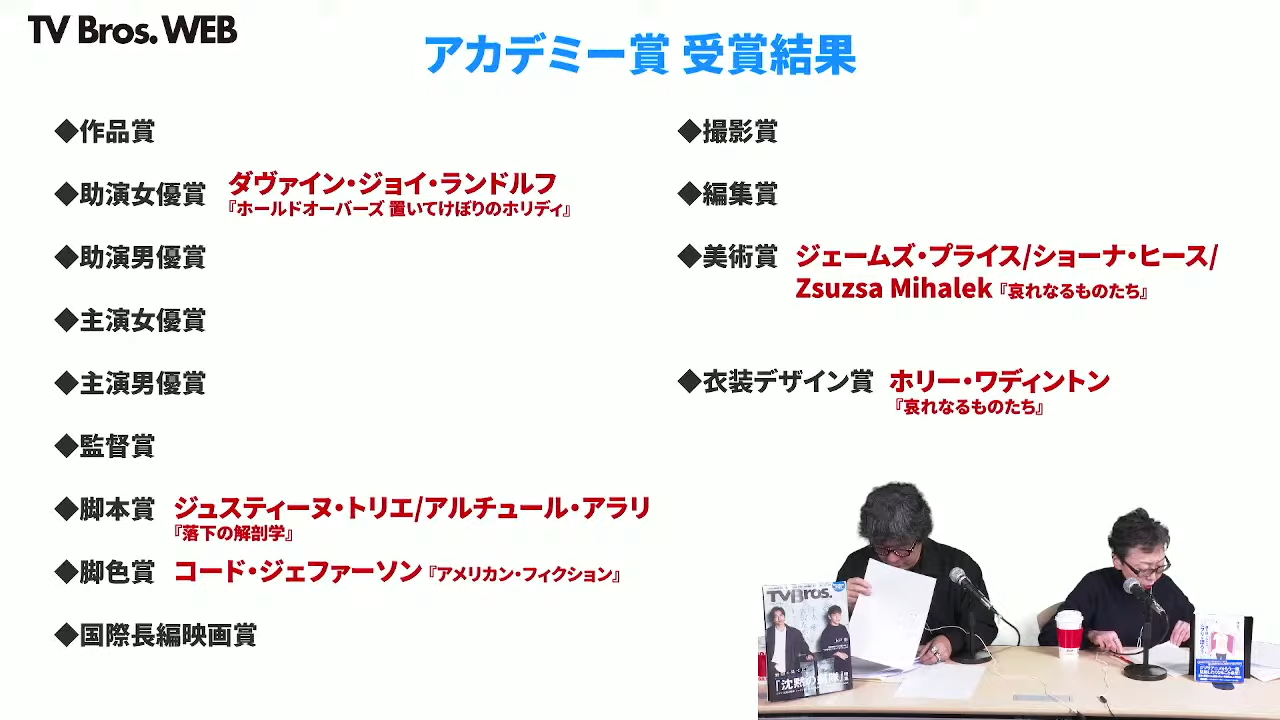 TV Bros. WEB
アカデミー賞 受賞結果
◆作品賞
◆助演女優賞 ダヴァイン・ジョイ・ランドルフ
『ホールドオーバーズ 置いてけぼりのホリディ』
◆助演男優賞
◆主演女優賞
◆主演男優賞
◆監督賞
◆脚本賞 ジュスティーヌ・トリエ/アルチュール・アラリ
『落下の解剖学』
◆脚色賞 コード・ジェファーソン『アメリカン・フィクション』
◆国際長編映画賞
◆撮影賞
◆編集賞
◆美術賞 ジェームズ・プライス/ショーナ・ヒース/
Zsuzsa Mihalek『哀れなるものたち』
◆衣装デザイン賞 ホリー・ワディントン
『哀れなるものたち』
TVBros.
『沈黙の艦隊』